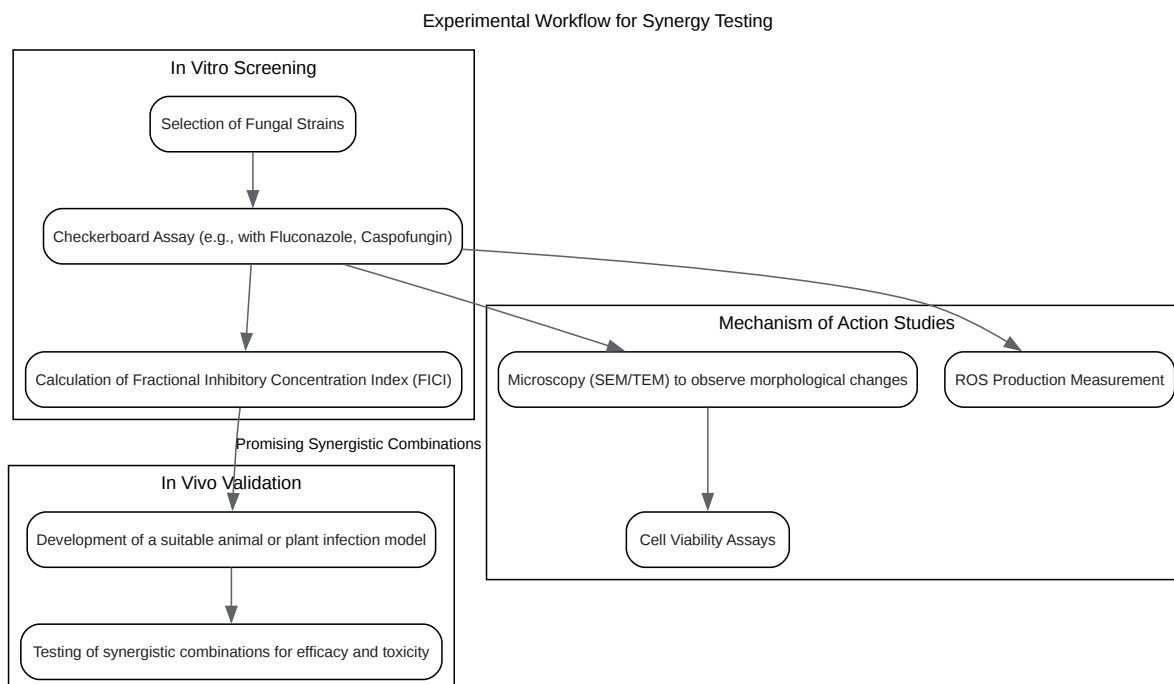 Experimental Workflow for Synergy Testing
In Vitro Screening
Selection of Fungal Strains
Checkerboard Assay (e.g., with Fluconazole, Caspofungin)
Calculation of Fractional Inhibitory Concentration Index (FICI)
Mechanism of Action Studies
Microscopy (SEM/TEM) to observe morphological changes
ROS Production Measurement
Cell Viability Assays
Promising Synergistic Combinations
In Vivo Validation
Development of a suitable animal or plant infection model
Testing of synergistic combinations for efficacy and toxicity